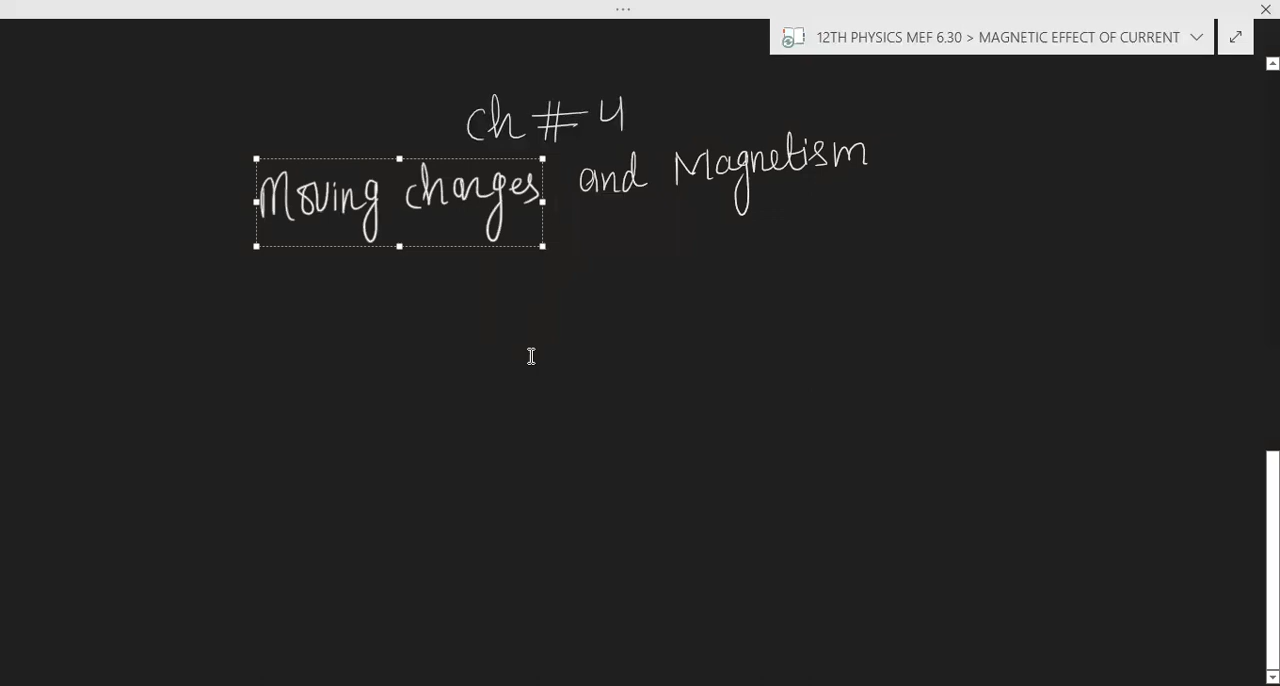 12TH PHYSICS MEF 6.30 > MAGNETIC EFFECT OF CURRENT
Ch # 4
Moving charges and Magnetism